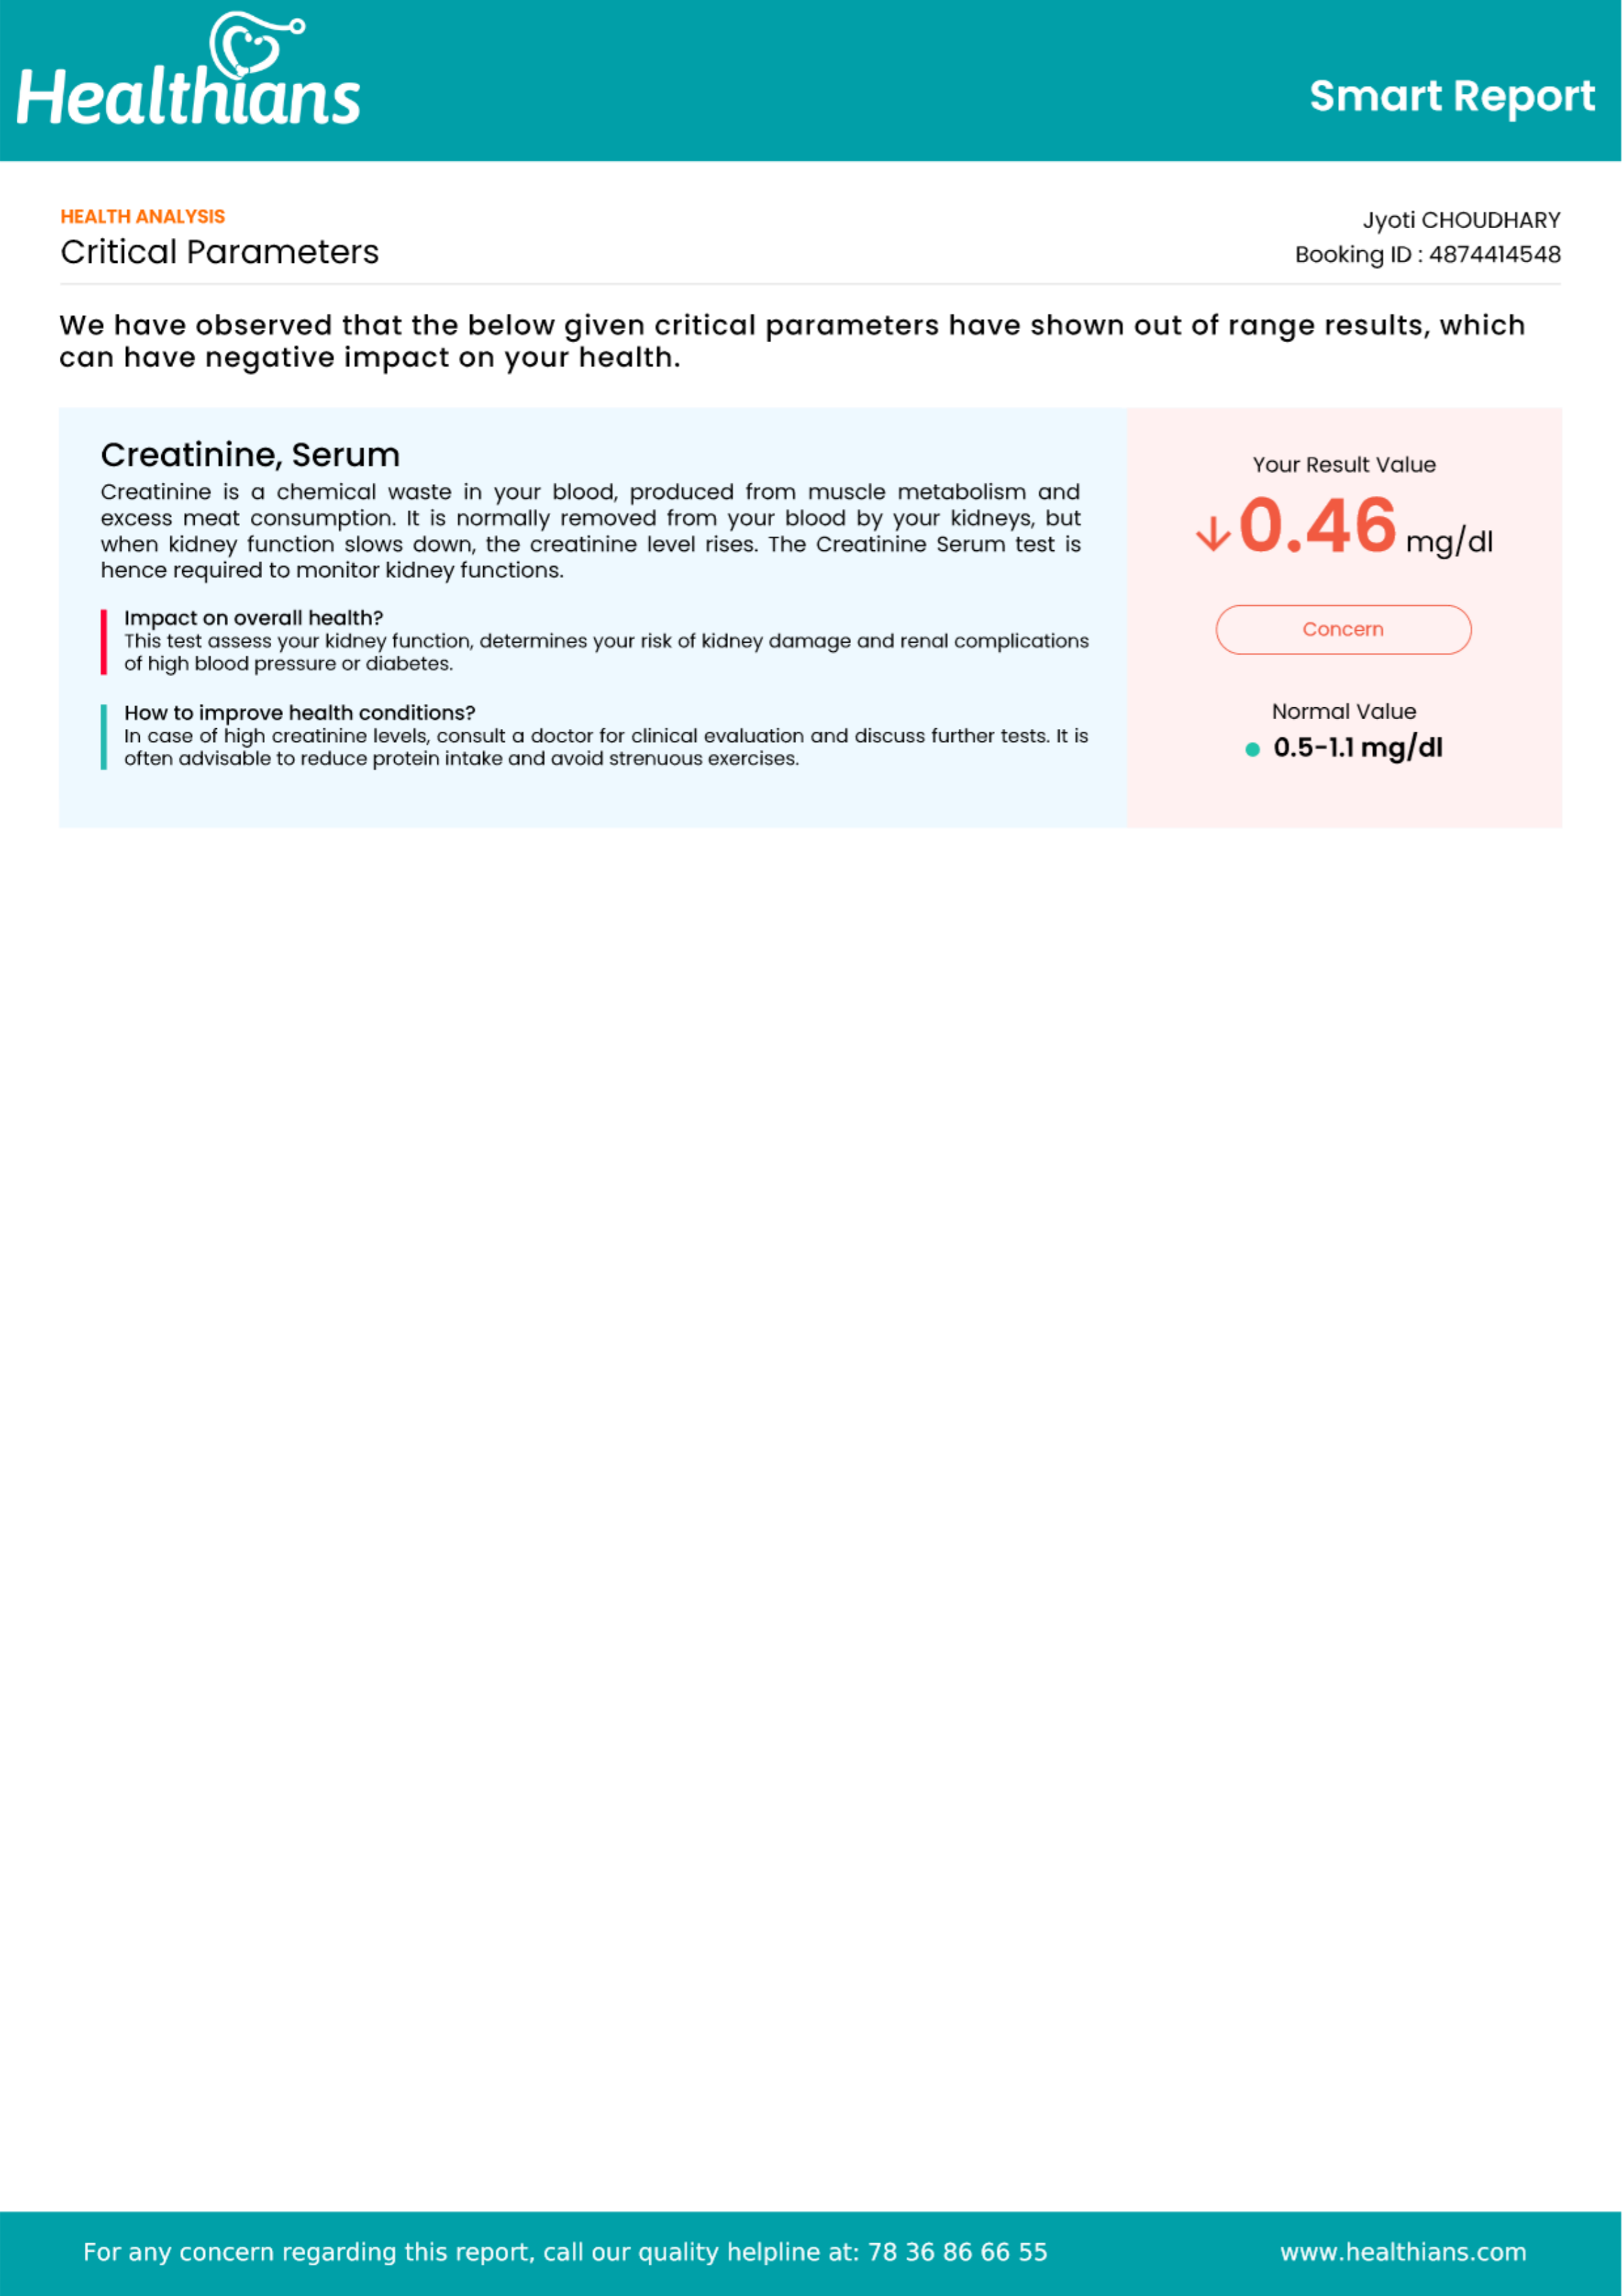 Healthians
Smart Report
HEALTH ANALYSIS
Critical Parameters
Jyoti CHOUDHARY
Booking ID : 4874414548
We have observed that the below given critical parameters have shown out of range results, which
can have negative impact on your health.
Creatinine, Serum
Creatinine is a chemical waste in your blood, produced from muscle metabolism and
excess meat consumption. It is normally removed from your blood by your kidneys, but
when kidney function slows down, the creatinine level rises. The Creatinine Serum test is
hence required to monitor kidney functions.
Impact on overall health?
This test assess your kidney function, determines your risk of kidney damage and renal complications
of high blood pressure or diabetes.
How to improve health conditions?
In case of high creatinine levels, consult a doctor for clinical evaluation and discuss further tests. It is
often advisable to reduce protein intake and avoid strenuous exercises.
Your Result Value
↓0.46 mg/dl
Concern
Normal Value
● 0.5-1.1 mg/dl
For any concern regarding this report, call our quality helpline at: 78 36 86 66 55
www.healthians.com